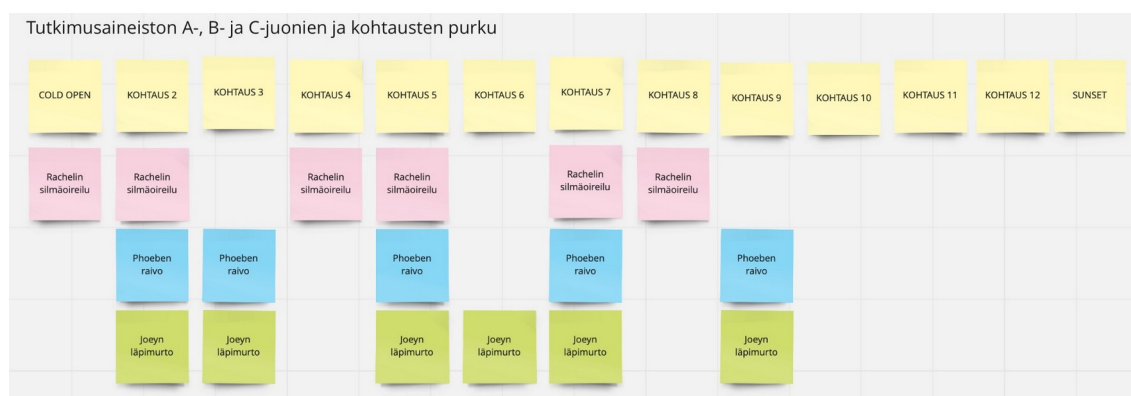 Tutkimusaineiston A-, B- ja C-juonien ja kohtausten purku
COLD OPEN
KOHTAUS 2
KOHTAUS 3
KOHTAUS 4
KOHTAUS 5
KOHTAUS 6
KOHTAUS 7
KOHTAUS 8
KOHTAUS 9
KOHTAUS 10
KOHTAUS 11
KOHTAUS 12
SUNSET
Rachelin
silmäoireilu
Rachelin
silmäoireilu
Rachelin
silmäoireilu
Rachelin
silmäoireilu
Rachelin
silmäoireilu
Rachelin
silmäoireilu
Phoeben
raivo
Phoeben
raivo
Phoeben
raivo
Phoeben
raivo
Phoeben
raivo
Joeyn
läpimurto
Joeyn
läpimurto
Joeyn
läpimurto
Joeyn
läpimurto
Joeyn
läpimurto
Joeyn
läpimurto